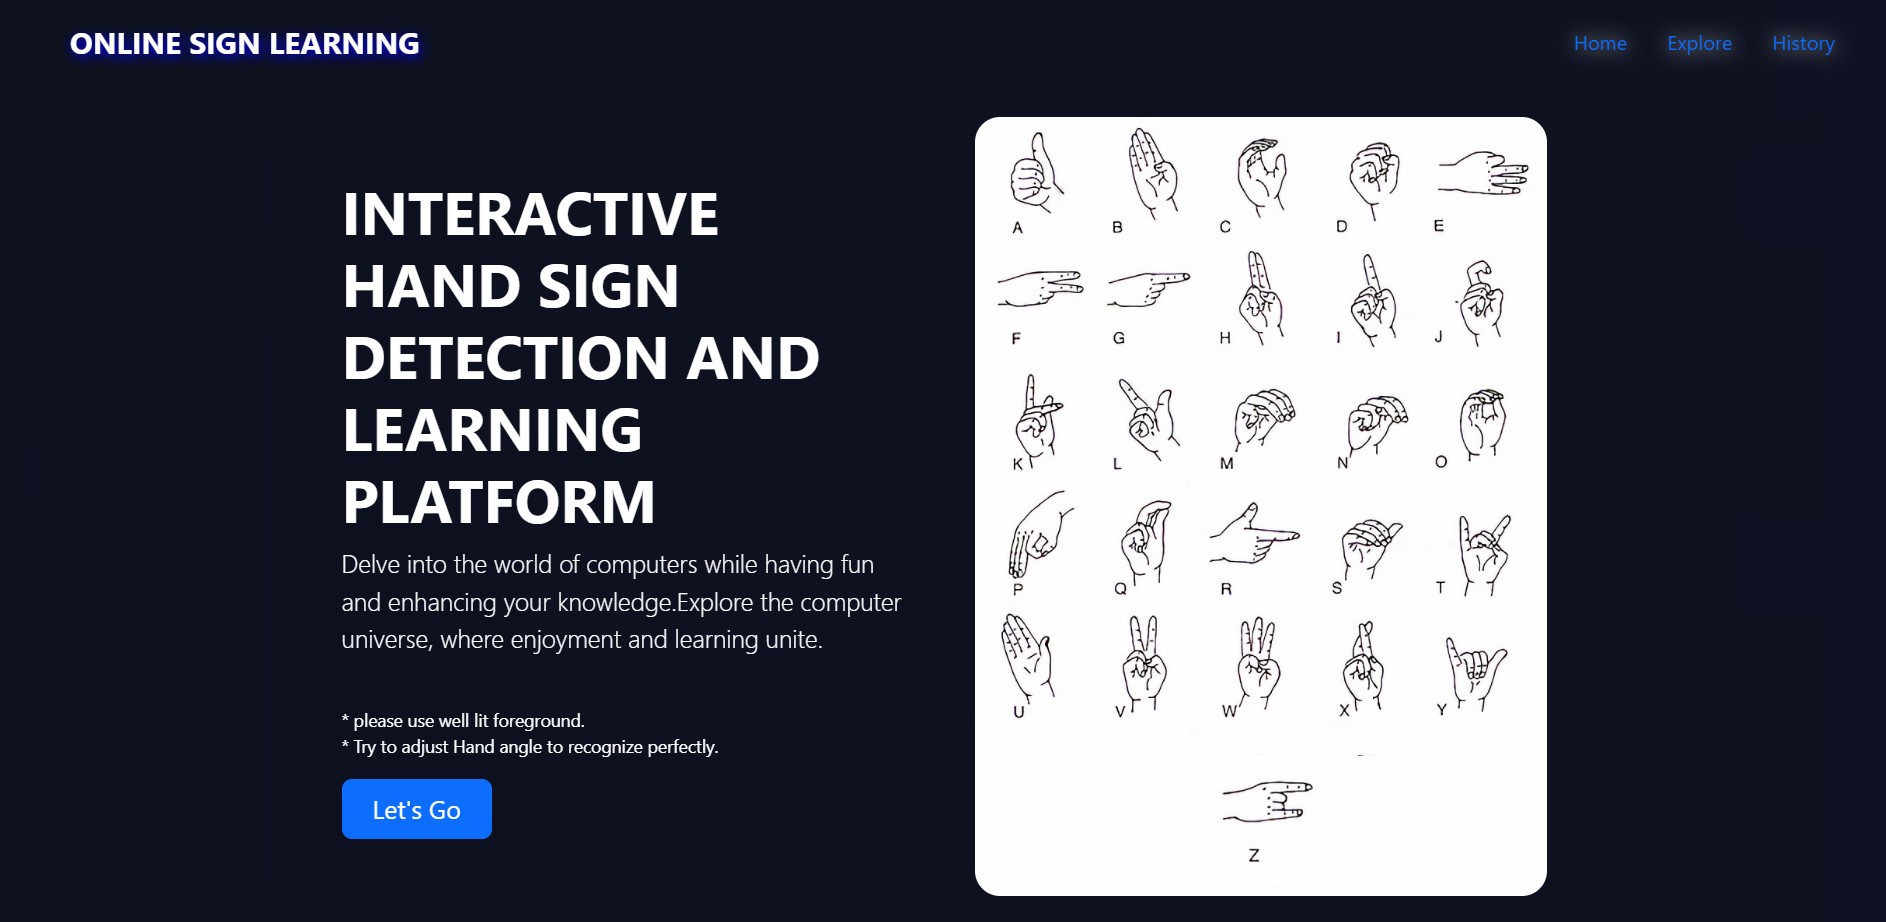 ONLINE SIGN LEARNING
Home Explore History
INTERACTIVE
HAND SIGN
DETECTION AND
LEARNING
PLATFORM
Delve into the world of computers while having fun
and enhancing your knowledge.Explore the computer
universe, where enjoyment and learning unite.
* please use well lit foreground.
* Try to adjust Hand angle to recognize perfectly.
Let's Go
A B C D E
F G H I J
K L M N O
P Q R S T
U V W X Y
Z